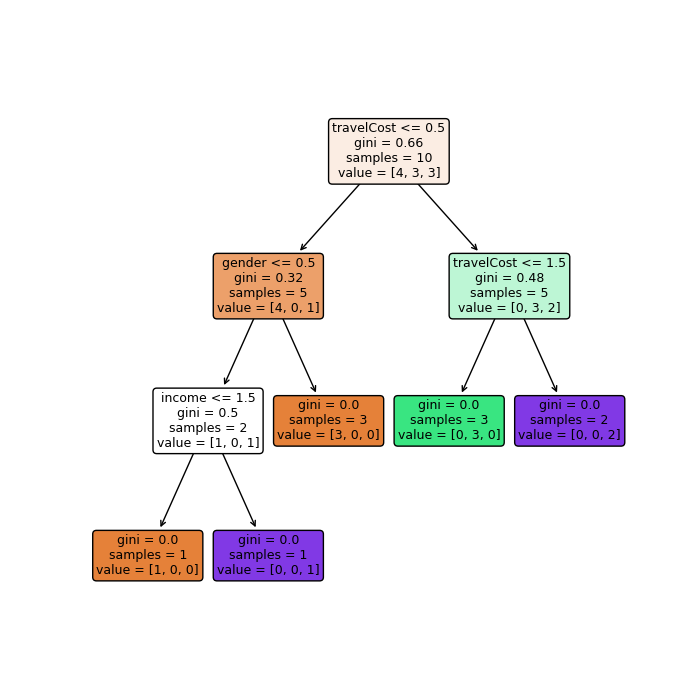 travelCost <= 0.5
gini = 0.66
samples = 10
value = [4, 3, 3]
gender <= 0.5
gini = 0.32
samples = 5
value = [4, 0, 1]
travelCost <= 1.5
gini = 0.48
samples = 5
value = [0, 3, 2]
income <= 1.5
gini = 0.5
samples = 2
value = [1, 0, 1]
gini = 0.0
samples = 3
value = [3, 0, 0]
gini = 0.0
samples = 3
value = [0, 3, 0]
gini = 0.0
samples = 2
value = [0, 0, 2]
gini = 0.0
samples = 1
value = [1, 0, 0]
gini = 0.0
samples = 1
value = [0, 0, 1]